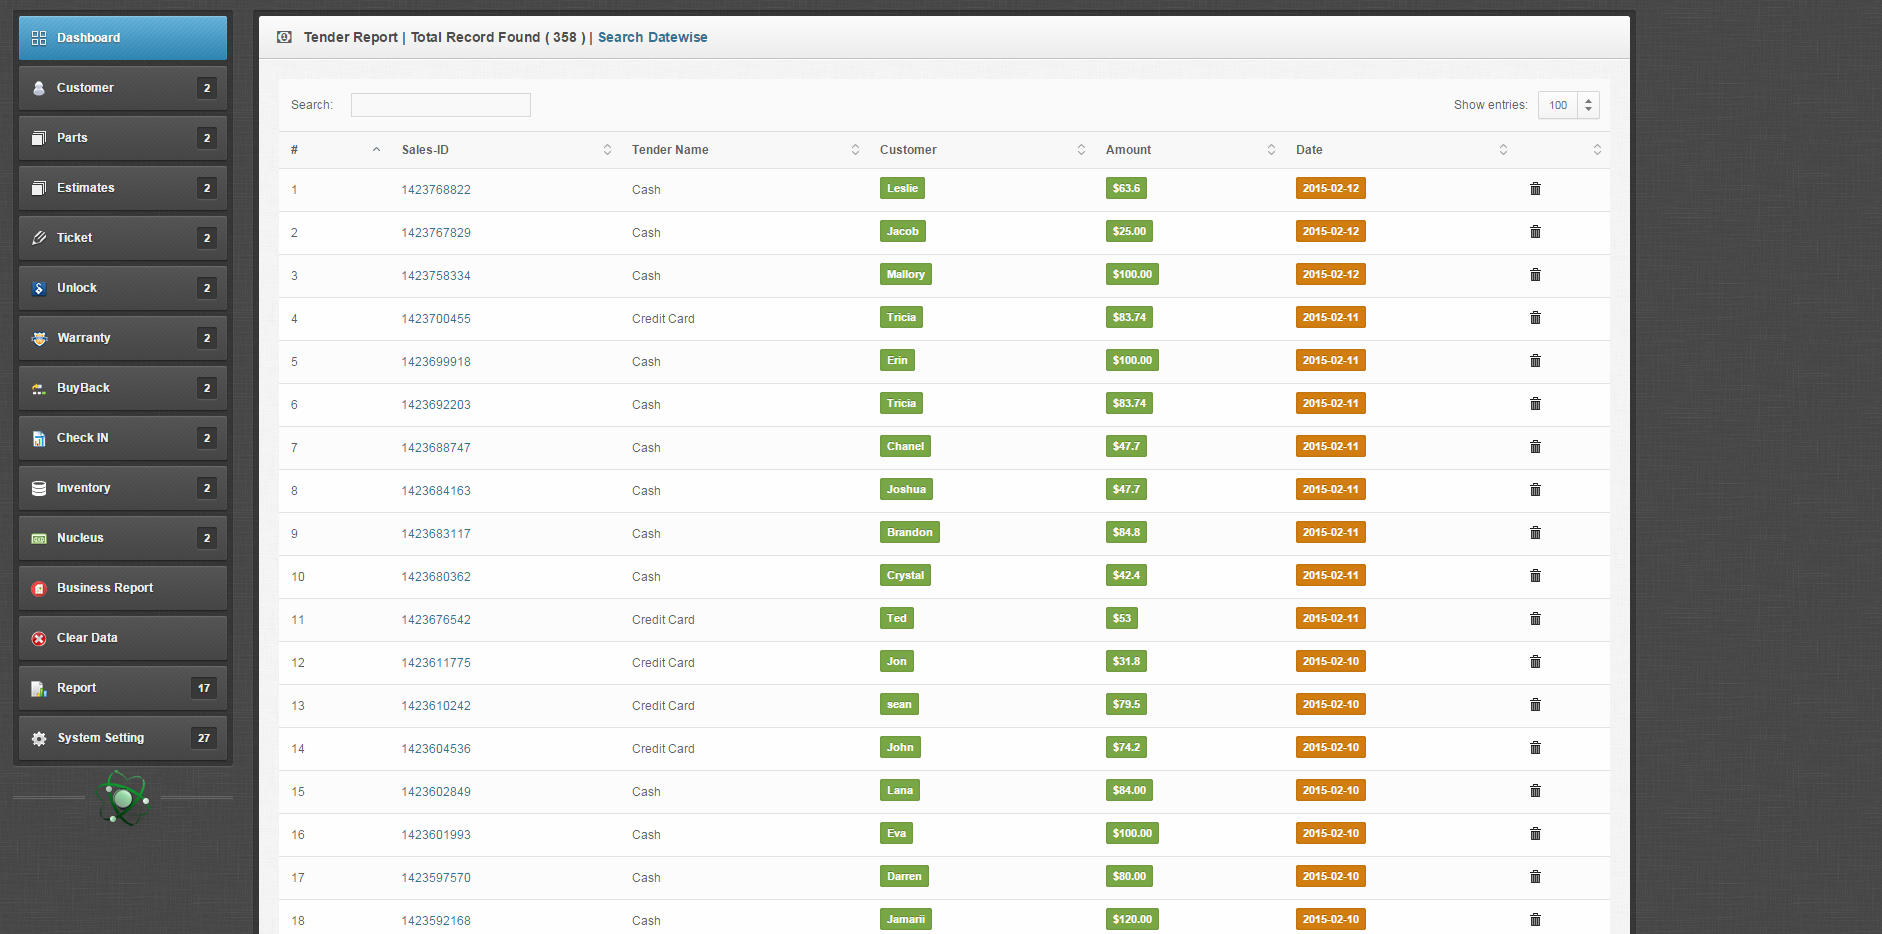 Dashboard
Customer 2
Parts 2
Estimates 2
Ticket 2
Unlock 2
Warranty 2
BuyBack 2
Check IN 2
Inventory 2
Nucleus 2
Business Report
Clear Data
Report 17
System Setting 27
Tender Report | Total Record Found ( 358 ) | Search Datewise
Search: Show entries: 100
# Sales-ID Tender Name Customer Amount Date
1 1423768822 Cash Leslie $63.6 2015-02-12
2 1423767829 Cash Jacob $25.00 2015-02-12
3 1423758334 Cash Mallory $100.00 2015-02-12
4 1423700455 Credit Card Tricia $83.74 2015-02-11
5 1423699918 Cash Erin $100.00 2015-02-11
6 1423692203 Cash Tricia $83.74 2015-02-11
7 1423688747 Cash Chanel $47.7 2015-02-11
8 1423684163 Cash Joshua $47.7 2015-02-11
9 1423683117 Cash Brandon $84.8 2015-02-11
10 1423680362 Cash Crystal $42.4 2015-02-11
11 1423676542 Credit Card Ted $53 2015-02-11
12 1423611775 Credit Card Jon $31.8 2015-02-10
13 1423610242 Credit Card sean $79.5 2015-02-10
14 1423604536 Credit Card John $74.2 2015-02-10
15 1423602849 Cash Lana $84.00 2015-02-10
16 1423601993 Cash Eva $100.00 2015-02-10
17 1423597570 Cash Darren $80.00 2015-02-10
18 1423592168 Cash Jamarii $120.00 2015-02-10